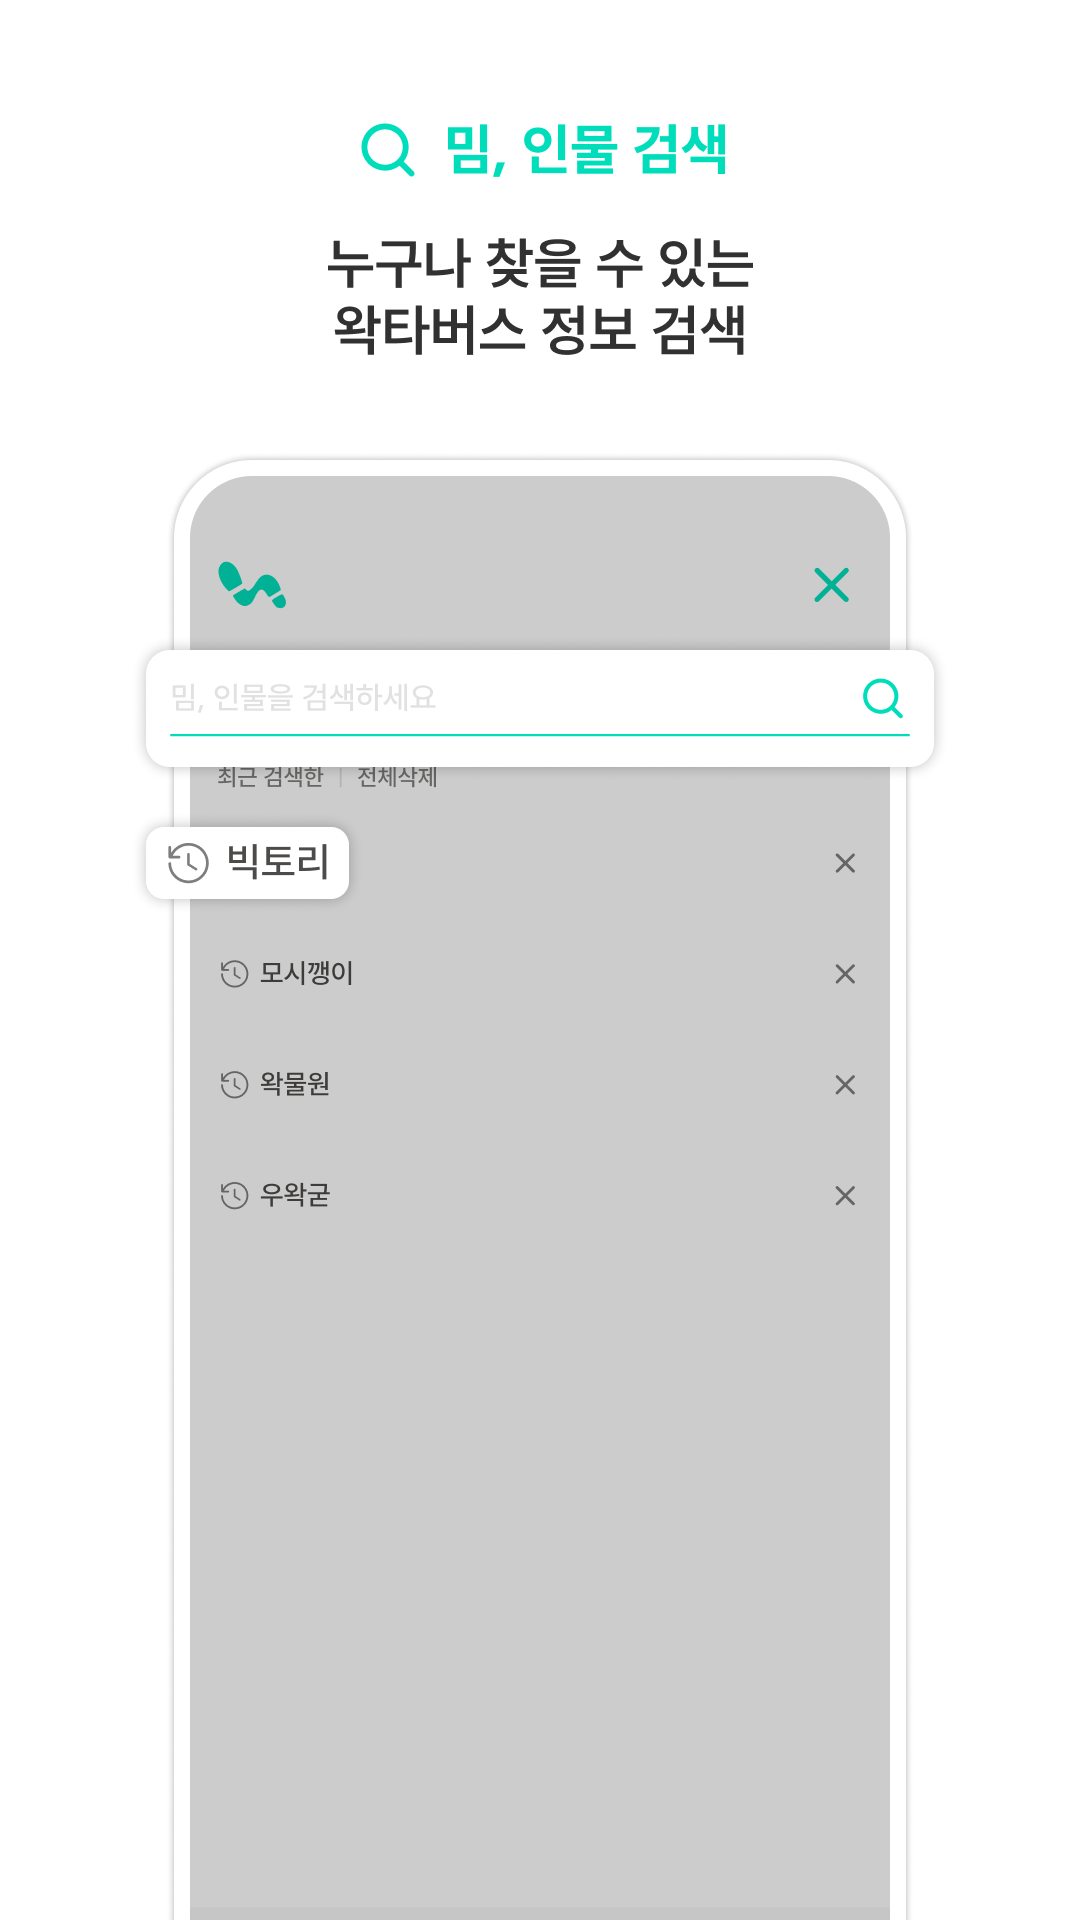 밈, 인물 검색
누구나 찾을 수 있는
왁타버스 정보 검색
밈, 인물을 검색하세요
최근 검색한 | 전체삭제
빅토리
모시깽이
왁물원
우왁굳